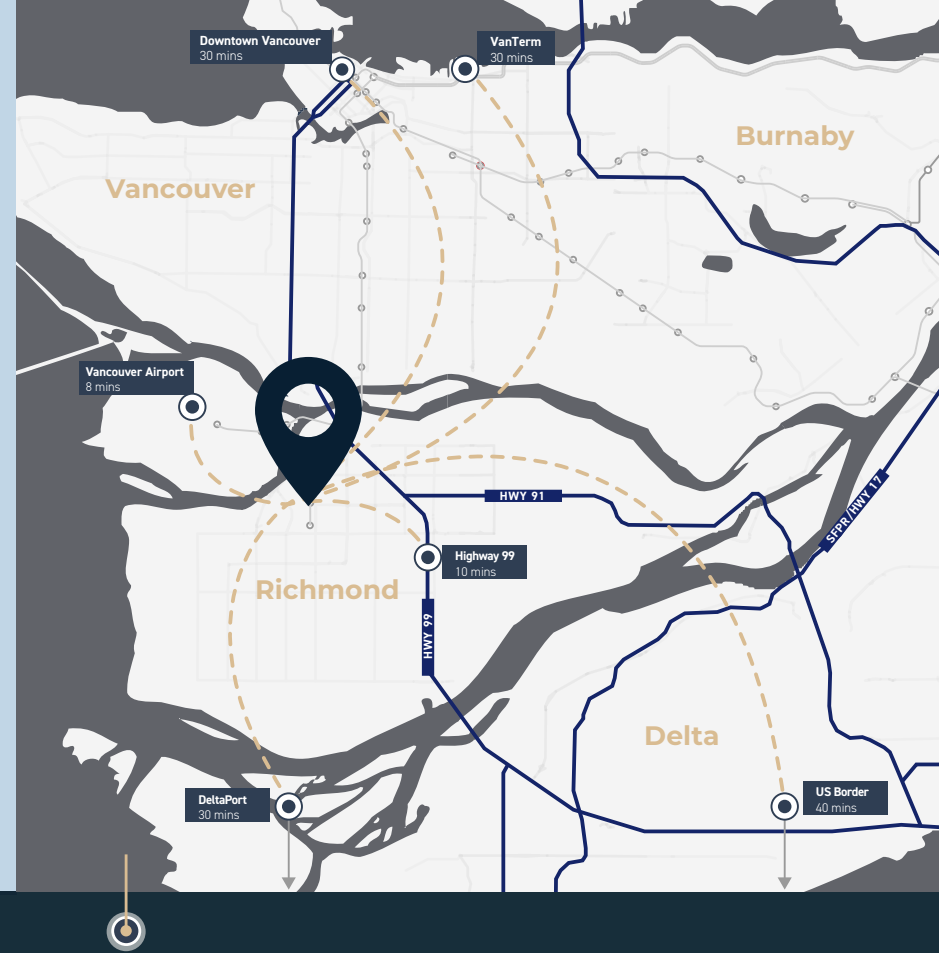 Downtown Vancouver
30 mins
VanTerm
30 mins
Burnaby
Vancouver
Vancouver Airport
8 mins
HWY 91
SFPR/HWY 17
Highway 99
10 mins
Richmond
HWY 99
Delta
DeltaPort
30 mins
US Border
40 mins